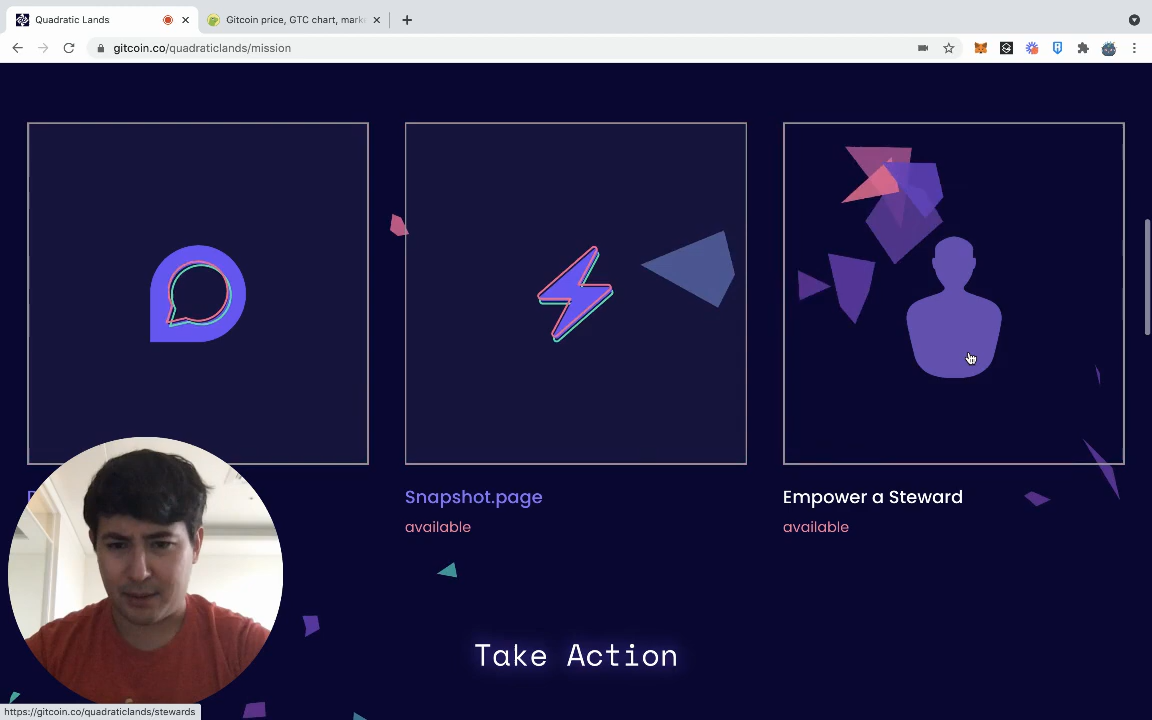 Quadratic Lands
Gitcoin price, GTC chart, marke
gitcoin.co/quadraticlands/mission
Snapshot.page
available
Empower a Steward
available
Take Action
https://gitcoin.co/quadraticlands/stewards